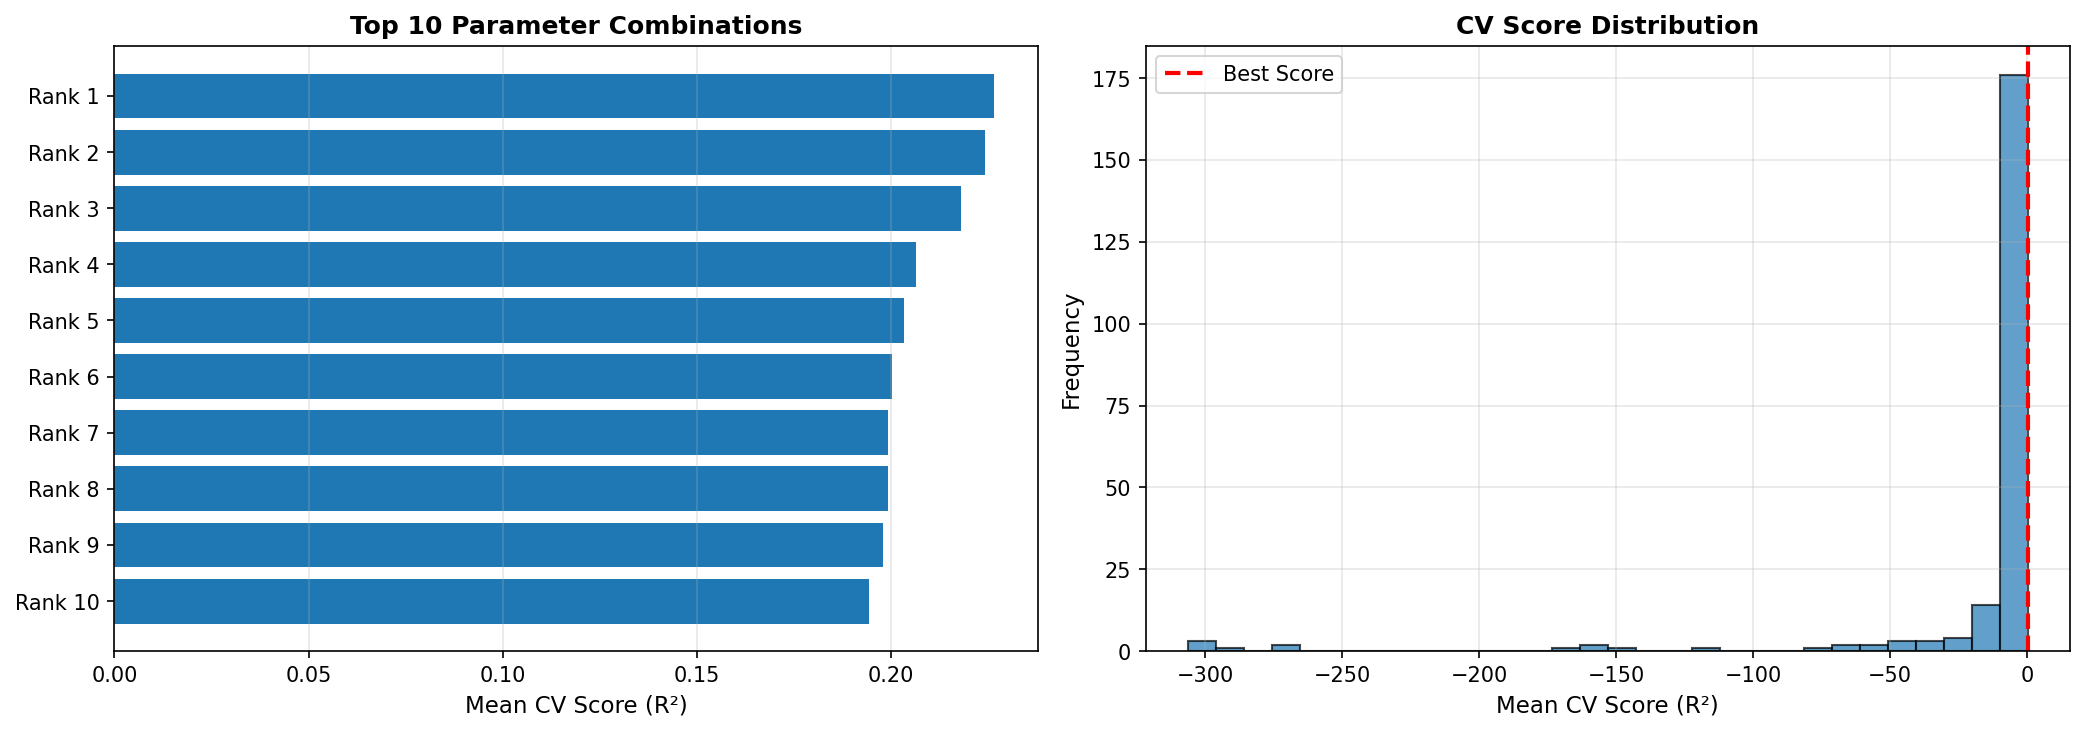 Top 10 Parameter Combinations
Rank 1
Rank 2
Rank 3
Rank 4
Rank 5
Rank 6
Rank 7
Rank 8
Rank 9
Rank 10
0.00 0.05 0.10 0.15 0.20
Mean CV Score (R²)
CV Score Distribution
Best Score
175
150
125
100
75
50
25
0
Frequency
−300 −250 −200 −150 −100 −50 0
Mean CV Score (R²)